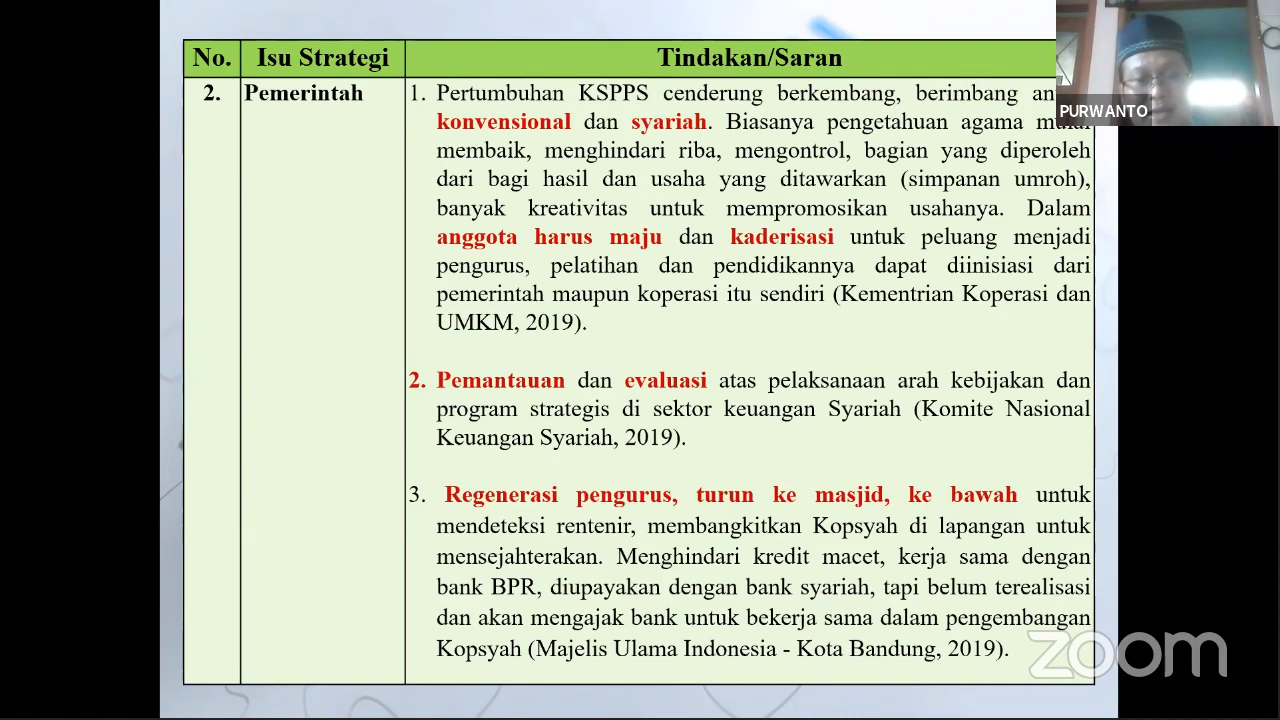 No. Isu Strategi Tindakan/Saran
2. Pemerintah 1. Pertumbuhan KSPPS cenderung berkembang, berimbang
konvensional dan syariah. Biasanya pengetahuan agama
membaik, menghindari riba, mengontrol, bagian yang diperoleh
dari bagi hasil dan usaha yang ditawarkan (simpanan umroh),
banyak kreativitas untuk mempromosikan usahanya. Dalam
anggota harus maju dan kaderisasi untuk peluang menjadi
pengurus, pelatihan dan pendidikannya dapat diinisiasi dari
pemerintah maupun koperasi itu sendiri (Kementrian Koperasi dan
UMKM, 2019).
2. Pemantauan dan evaluasi atas pelaksanaan arah kebijakan dan
program strategis di sektor keuangan Syariah (Komite Nasional
Keuangan Syariah, 2019).
3. Regenerasi pengurus, turun ke masjid, ke bawah untuk
mendeteksi rentenir, membangkitkan Kopsyah di lapangan untuk
mensejahterakan. Menghindari kredit macet, kerja sama dengan
bank BPR, diupayakan dengan bank syariah, tapi belum terealisasi
dan akan mengajak bank untuk bekerja sama dalam pengembangan
Kopsyah (Majelis Ulama Indonesia - Kota Bandung, 2019).
PURWANTO
zoom